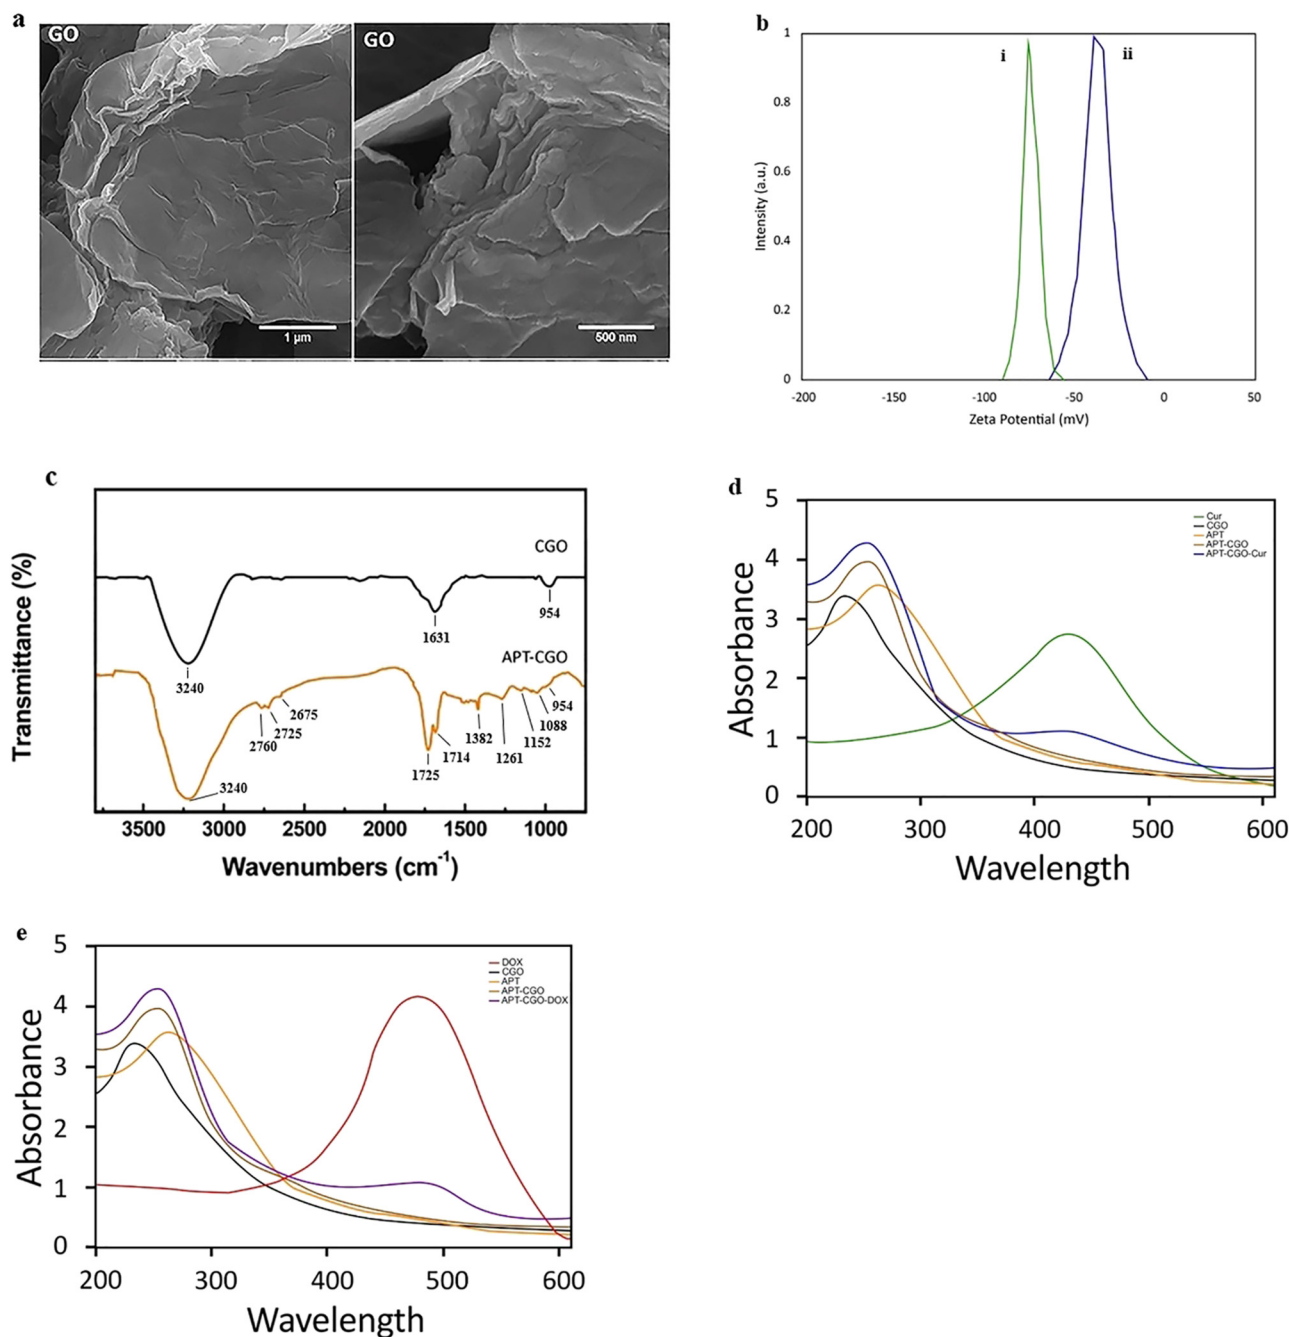 a
GO
1 µm
GO
500 nm
b
i
ii
1
0.8
0.6
0.4
0.2
0
Intensity (a.u.)
-200
-150
-100
-50
0
50
Zeta Potential (mV)
c
Transmittance (%)
CGO
954
1631
3240
APT-CGO
2675
2725
2760
3240
1725
1714
1382
1261
1152
1088
954
3500
3000
2500
2000
1500
1000
Wavenumbers (cm-1)
d
5
4
3
2
1
0
Absorbance
Cur
CGO
APT
APT-CGO
APT-CGO-Cur
200
300
400
500
600
Wavelength
e
5
4
3
2
1
0
Absorbance
DOX
CGO
APT
APT-CGO
APT-CGO-DOX
200
300
400
500
600
Wavelength